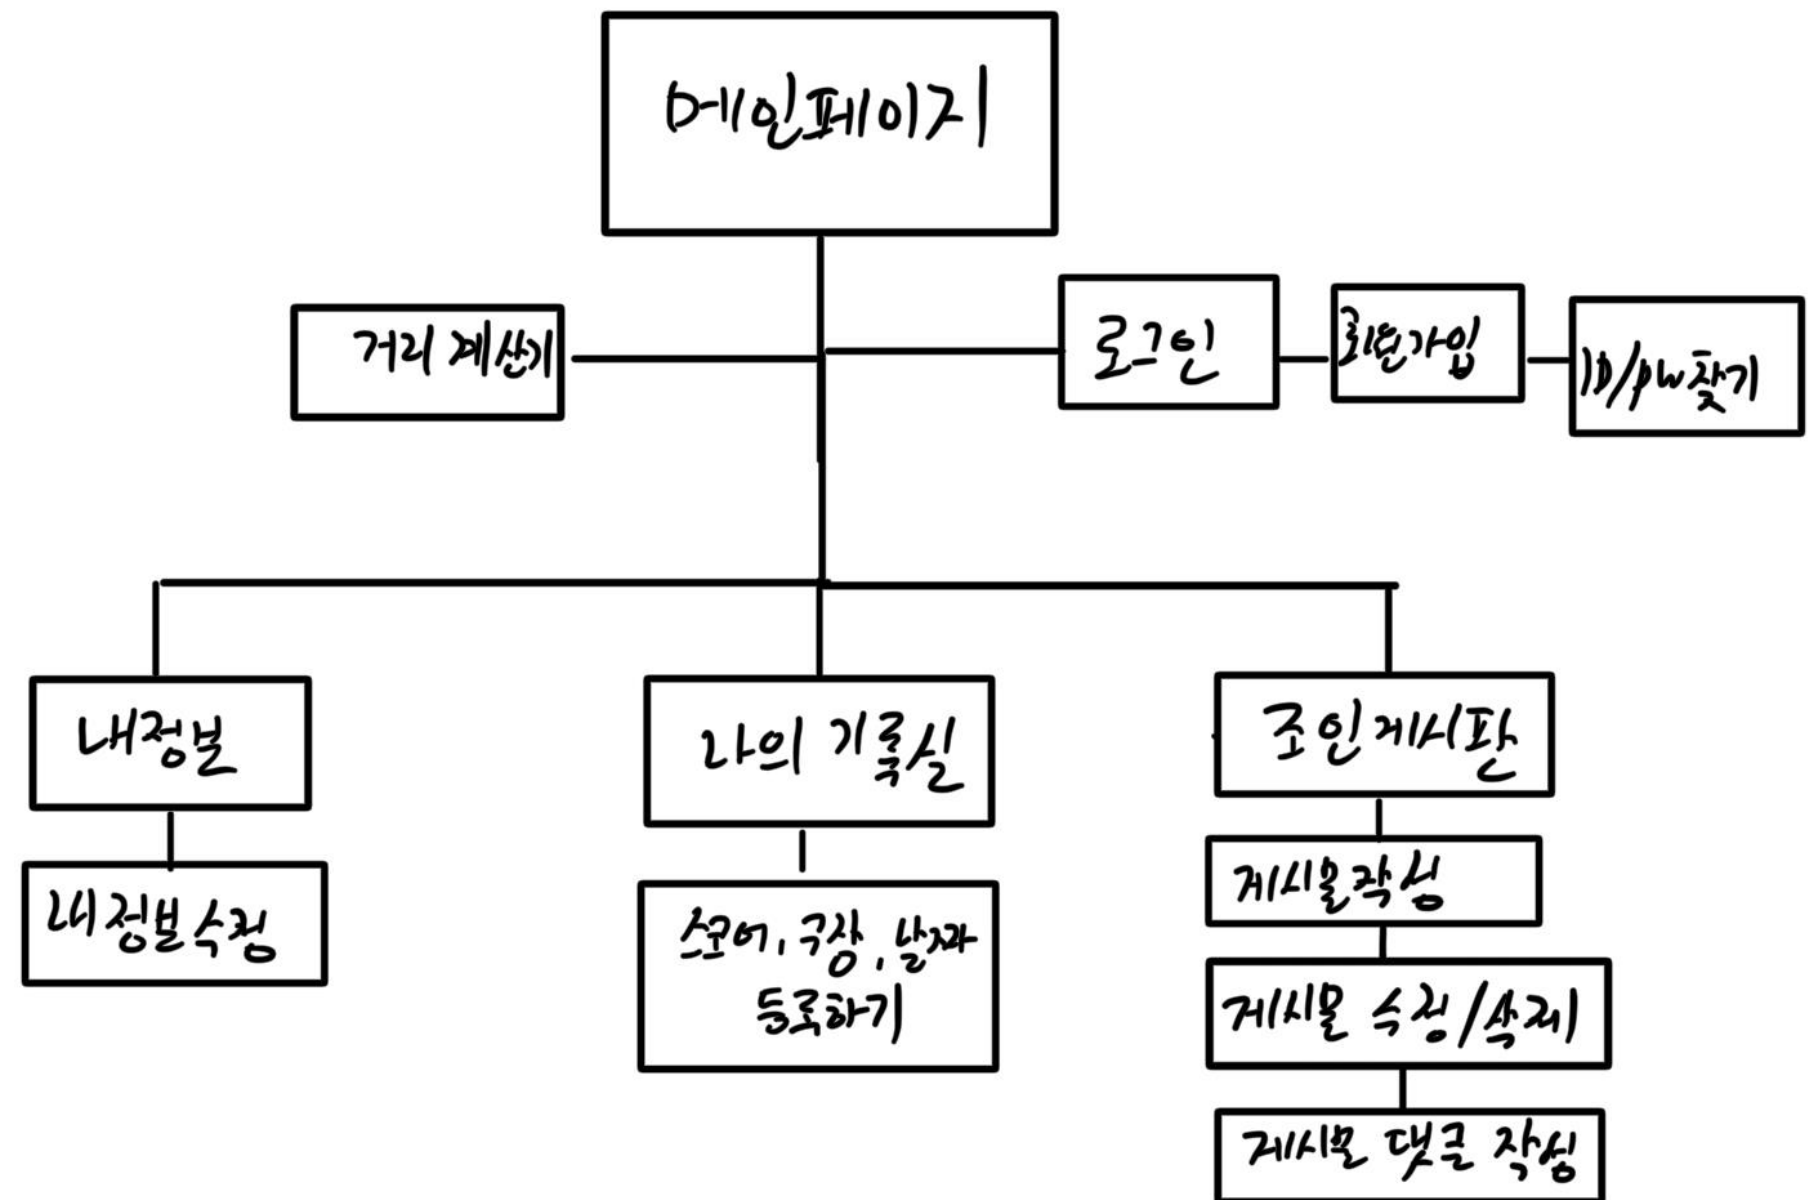 메인페이지
거리 계산기
로그인
회원가입
ID/PW찾기
내정보
나의 기록실
조인게시판
내정보수정
게시물작성
스코어, 구장, 날짜
등록하기
게시물 수정/삭제
게시물 댓글 작성